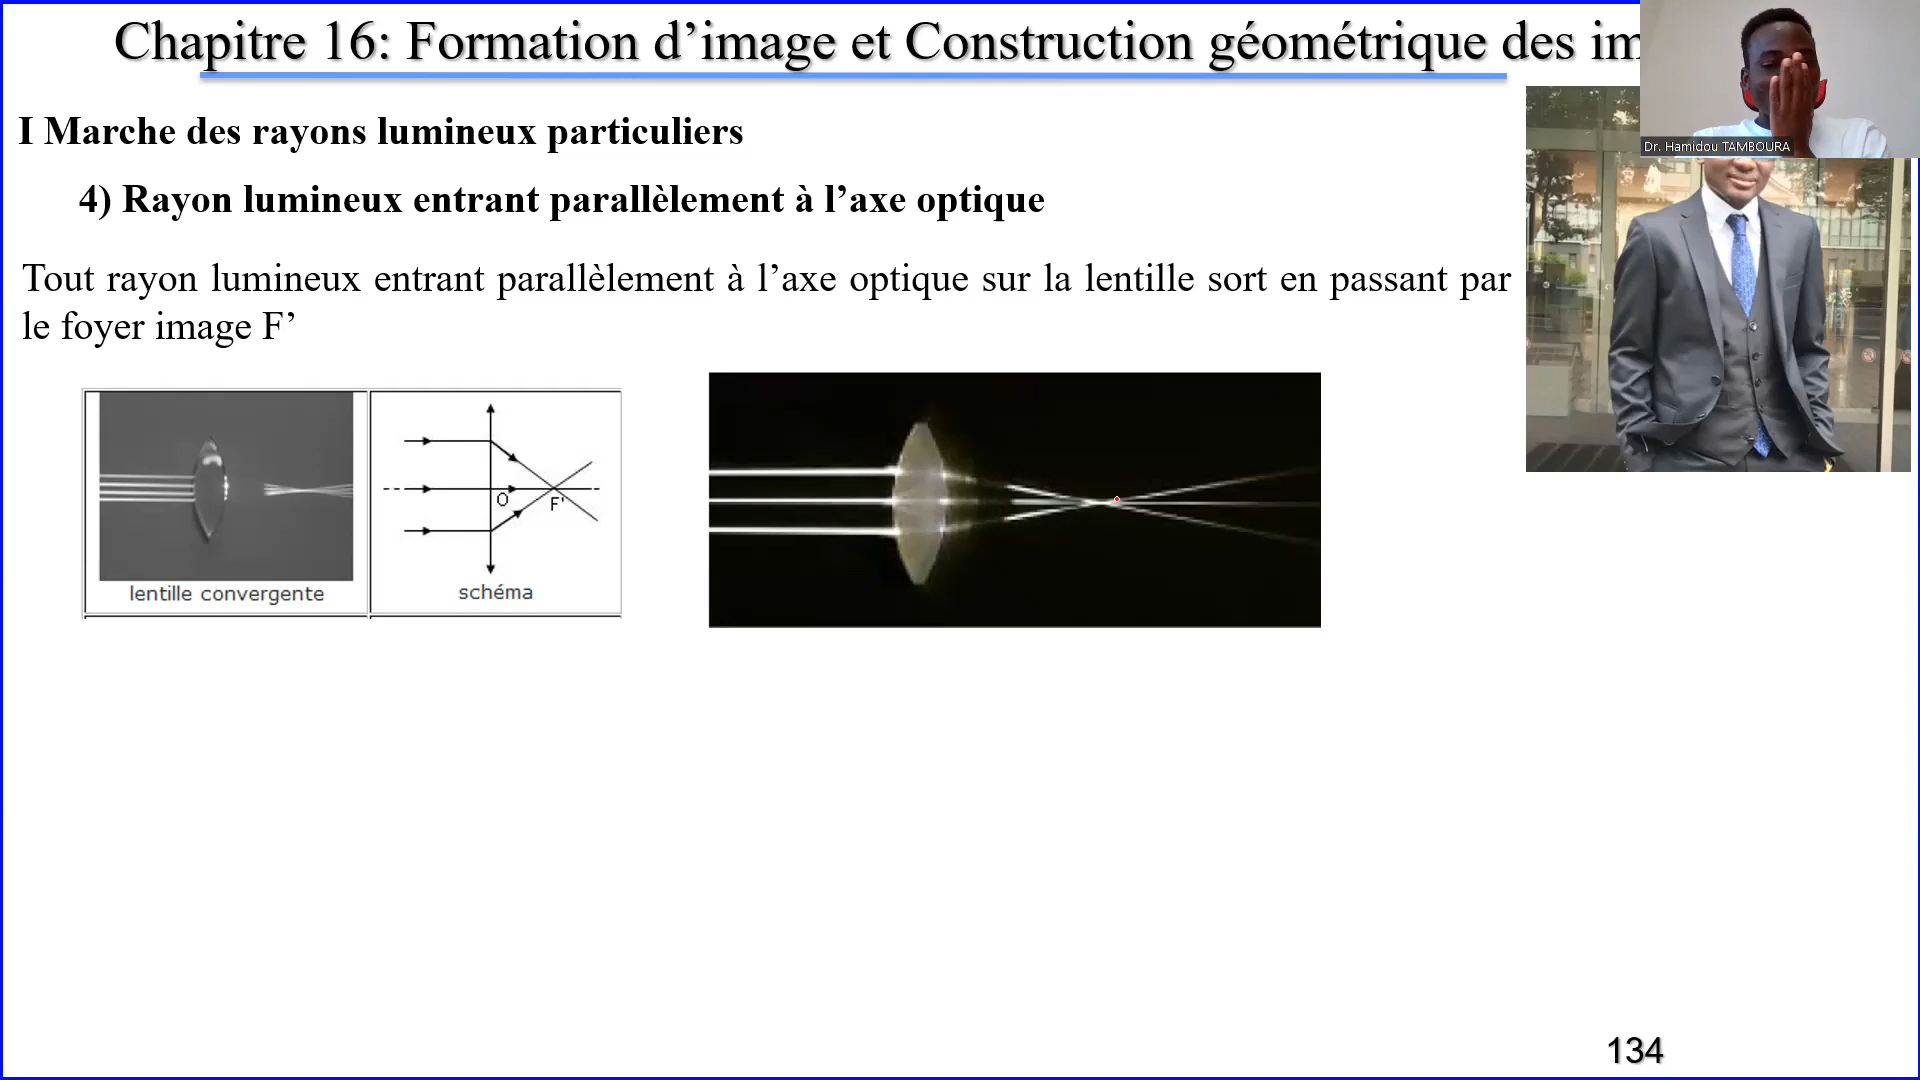 Chapitre 16: Formation d’image et Construction géométrique des im
Dr. Hamidou TAMBOURA
I Marche des rayons lumineux particuliers
4) Rayon lumineux entrant parallèlement à l’axe optique
Tout rayon lumineux entrant parallèlement à l’axe optique sur la lentille sort en passant par
le foyer image F’
O
F'
lentille convergente
schéma
134